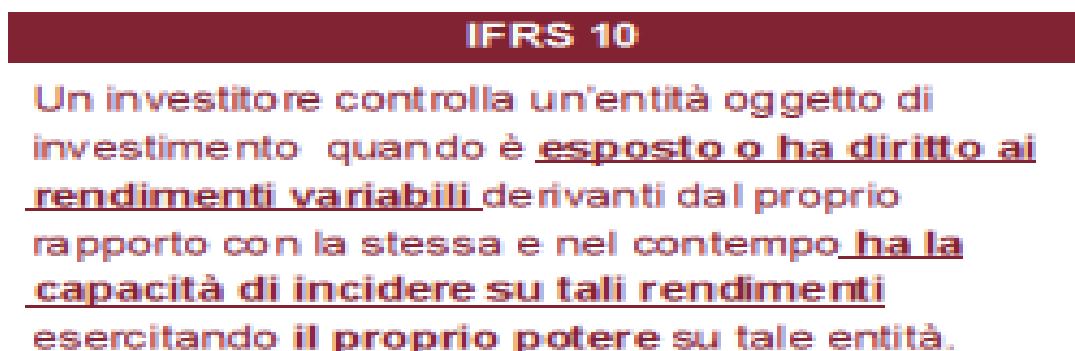 IFRS 10
Un investitore controlla un'entità oggetto di
investimento quando è esposto o ha diritto ai
rendimenti variabili derivanti dal proprio
rapporto con la stessa e nel contempo ha la
capacità di incidere su tali rendimenti
esercitando il proprio potere su tale entità.